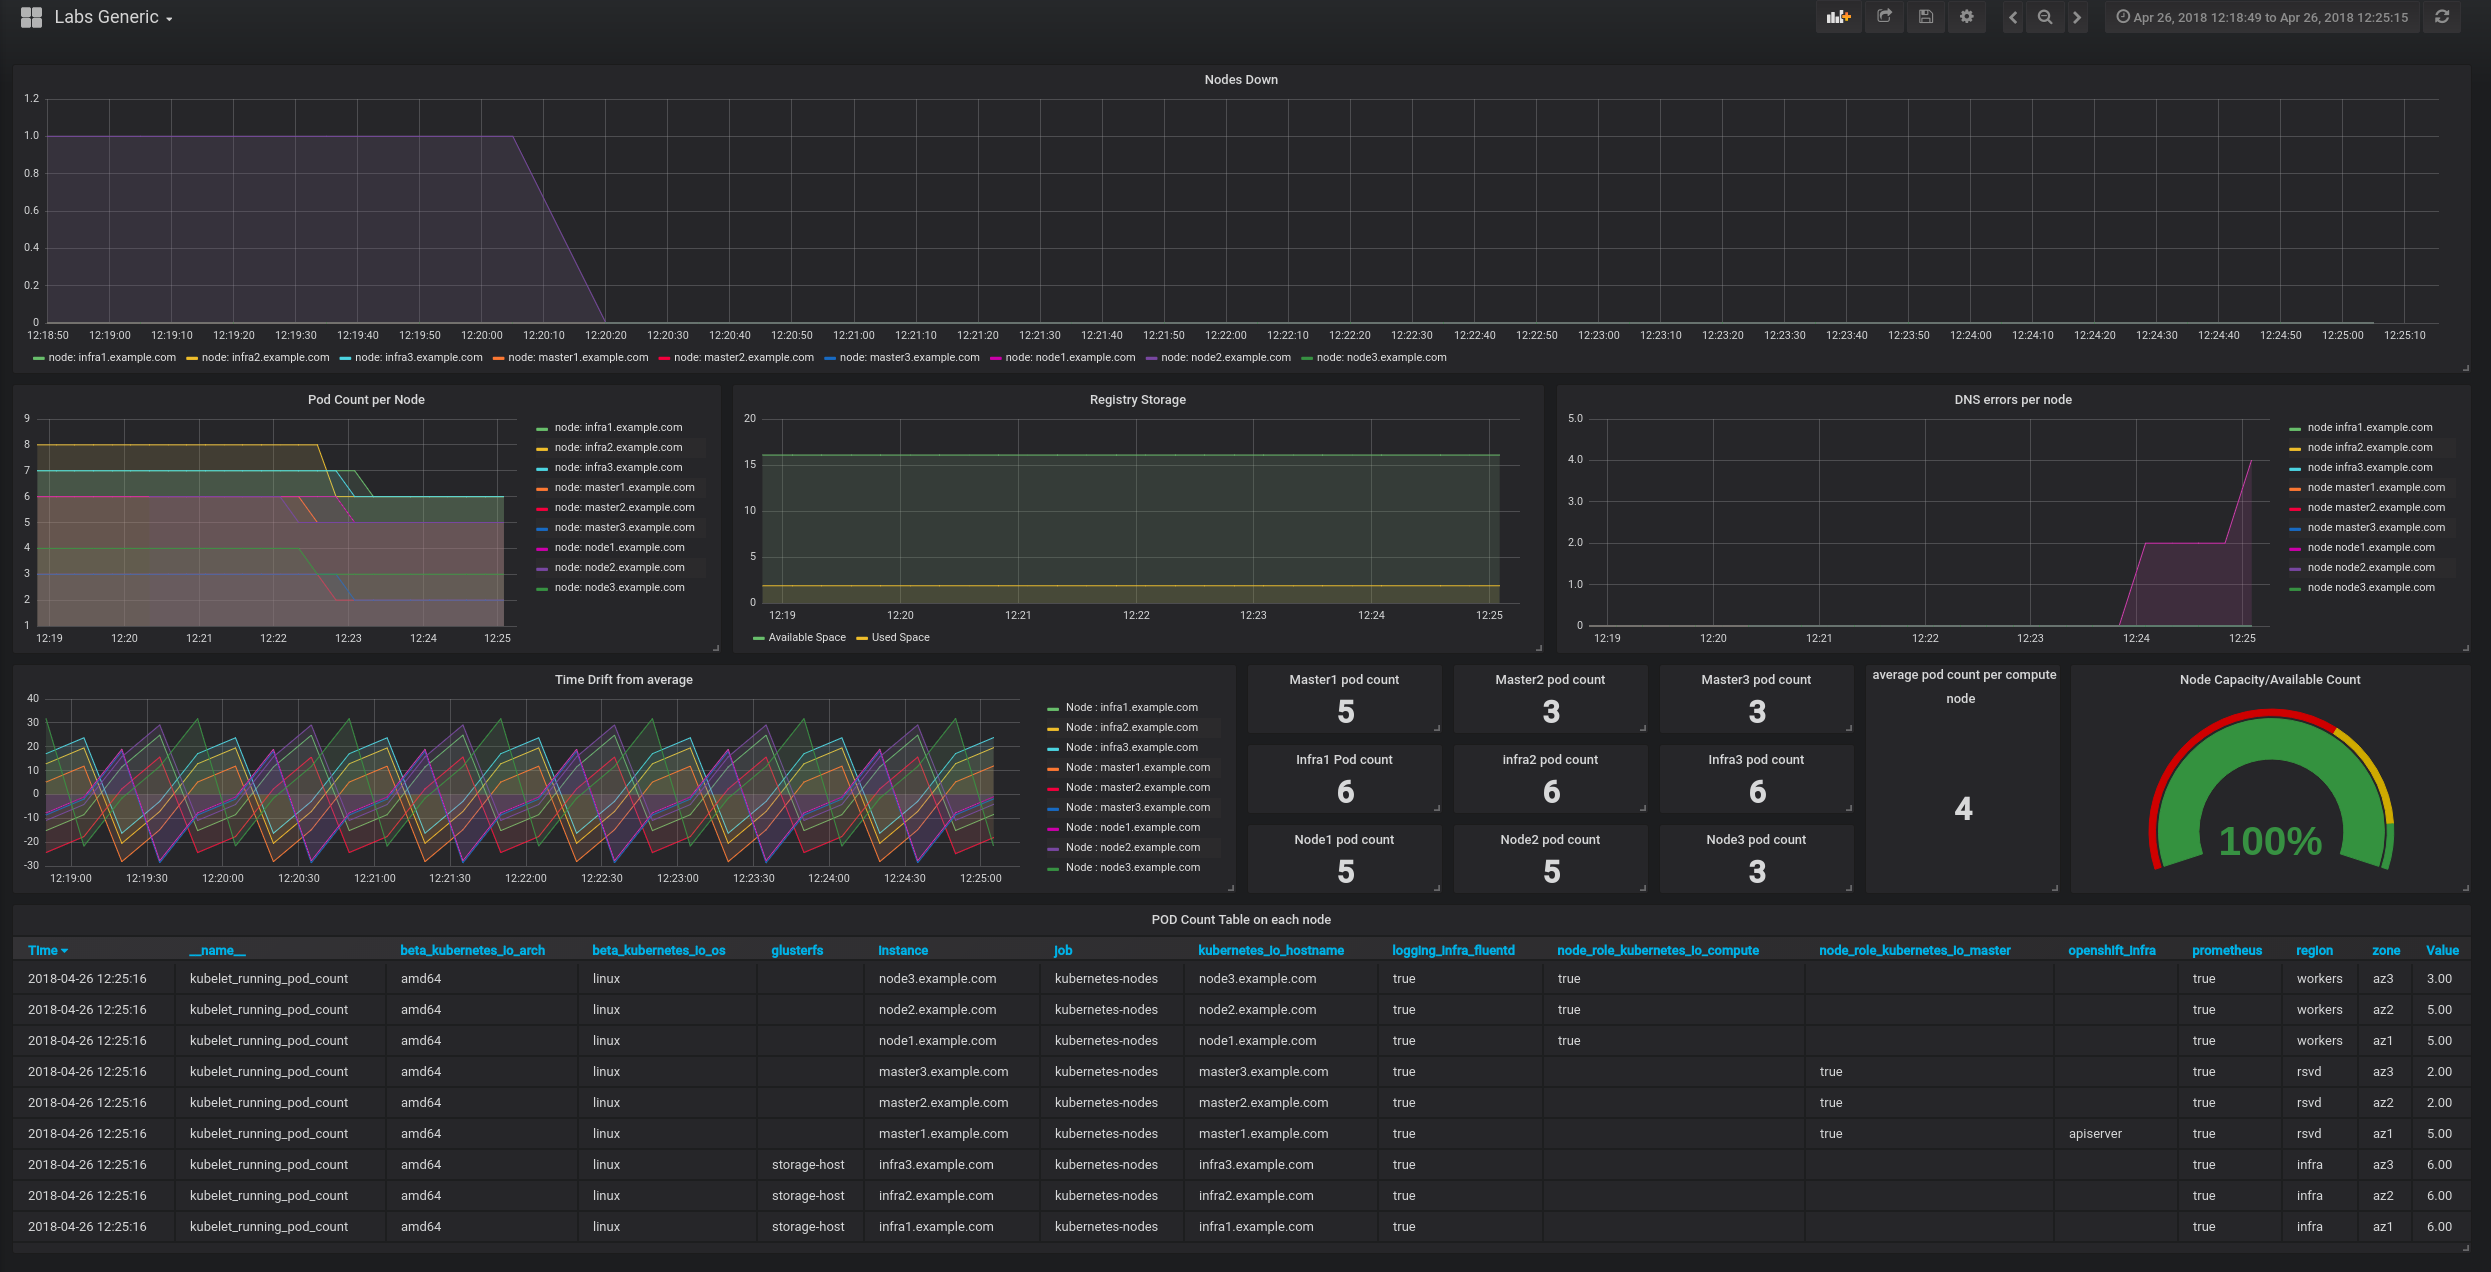 Labs Generic
Apr 26, 2018 12:18:49 to Apr 26, 2018 12:25:15
Nodes Down
1.2
1.0
0.8
0.6
0.4
0.2
0
12:18:50 12:19:00 12:19:10 12:19:20 12:19:30 12:19:40 12:19:50 12:20:00 12:20:10 12:20:20 12:20:30 12:20:40 12:20:50 12:21:00 12:21:10 12:21:20 12:21:30 12:21:40 12:21:50 12:22:00 12:22:10 12:22:20 12:22:30 12:22:40 12:22:50 12:23:00 12:23:10 12:23:20 12:23:30 12:23:40 12:23:50 12:24:00 12:24:10 12:24:20 12:24:30 12:24:40 12:24:50 12:25:00 12:25:10
node: infra1.example.com node: infra2.example.com node: infra3.example.com node: master1.example.com node: master2.example.com node: master3.example.com node: node1.example.com node: node2.example.com node: node3.example.com
Pod Count per Node
9
8
7
6
5
4
3
2
1
12:19 12:20 12:21 12:22 12:23 12:24 12:25
node: infra1.example.com
node: infra2.example.com
node: infra3.example.com
node: master1.example.com
node: master2.example.com
node: master3.example.com
node: node1.example.com
node: node2.example.com
node: node3.example.com
Registry Storage
20
15
10
5
0
12:19 12:20 12:21 12:22 12:23 12:24 12:25
Available Space Used Space
DNS errors per node
5.0
4.0
3.0
2.0
1.0
0
12:19 12:20 12:21 12:22 12:23 12:24 12:25
node infra1.example.com
node infra2.example.com
node infra3.example.com
node master1.example.com
node master2.example.com
node master3.example.com
node node1.example.com
node node2.example.com
node node3.example.com
Time Drift from average
40
30
20
10
0
-10
-20
-30
12:19:00 12:19:30 12:20:00 12:20:30 12:21:00 12:21:30 12:22:00 12:22:30 12:23:00 12:23:30 12:24:00 12:24:30 12:25:00
Node : infra1.example.com
Node : infra2.example.com
Node : infra3.example.com
Node : master1.example.com
Node : master2.example.com
Node : master3.example.com
Node : node1.example.com
Node : node2.example.com
Node : node3.example.com
Master1 pod count
5
Master2 pod count
3
Master3 pod count
3
Infra1 Pod count
6
Infra2 pod count
6
Infra3 pod count
6
Node1 pod count
5
Node2 pod count
5
Node3 pod count
3
average pod count per compute
node
4
Node Capacity/Available Count
100%
POD Count Table on each node
Time __name__ beta_kubernetes_io_arch beta_kubernetes_io_os glusterfs instance job kubernetes_io_hostname logging_infra_fluentd node_role_kubernetes_io_compute node_role_kubernetes_io_master openshift_infra prometheus region zone Value
2018-04-26 12:25:16 kubelet_running_pod_count amd64 linux node3.example.com kubernetes-nodes node3.example.com true true true workers az3 3.00
2018-04-26 12:25:16 kubelet_running_pod_count amd64 linux node2.example.com kubernetes-nodes node2.example.com true true true workers az2 5.00
2018-04-26 12:25:16 kubelet_running_pod_count amd64 linux node1.example.com kubernetes-nodes node1.example.com true true true workers az1 5.00
2018-04-26 12:25:16 kubelet_running_pod_count amd64 linux master3.example.com kubernetes-nodes master3.example.com true true true rsvd az3 2.00
2018-04-26 12:25:16 kubelet_running_pod_count amd64 linux master2.example.com kubernetes-nodes master2.example.com true true true rsvd az2 2.00
2018-04-26 12:25:16 kubelet_running_pod_count amd64 linux master1.example.com kubernetes-nodes master1.example.com true true apiserver true rsvd az1 5.00
2018-04-26 12:25:16 kubelet_running_pod_count amd64 linux storage-host infra3.example.com kubernetes-nodes infra3.example.com true true infra az3 6.00
2018-04-26 12:25:16 kubelet_running_pod_count amd64 linux storage-host infra2.example.com kubernetes-nodes infra2.example.com true true infra az2 6.00
2018-04-26 12:25:16 kubelet_running_pod_count amd64 linux storage-host infra1.example.com kubernetes-nodes infra1.example.com true true infra az1 6.00